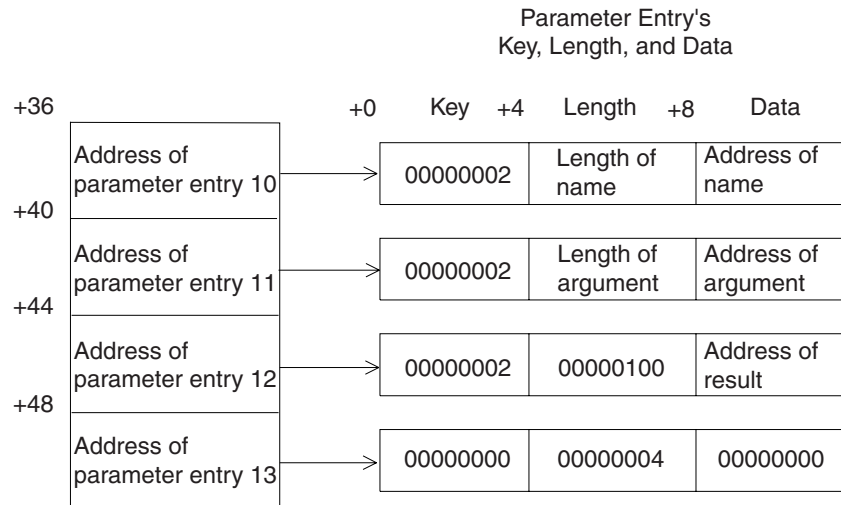 Parameter Entry's
Key, Length, and Data
+36
+0 Key +4 Length +8 Data
Address of
parameter entry 10
00000002
Length of
name
Address of
name
+40
Address of
parameter entry 11
00000002
Length of
argument
Address of
argument
+44
Address of
parameter entry 12
00000002
00000100
Address of
result
+48
Address of
parameter entry 13
00000000
00000004
00000000